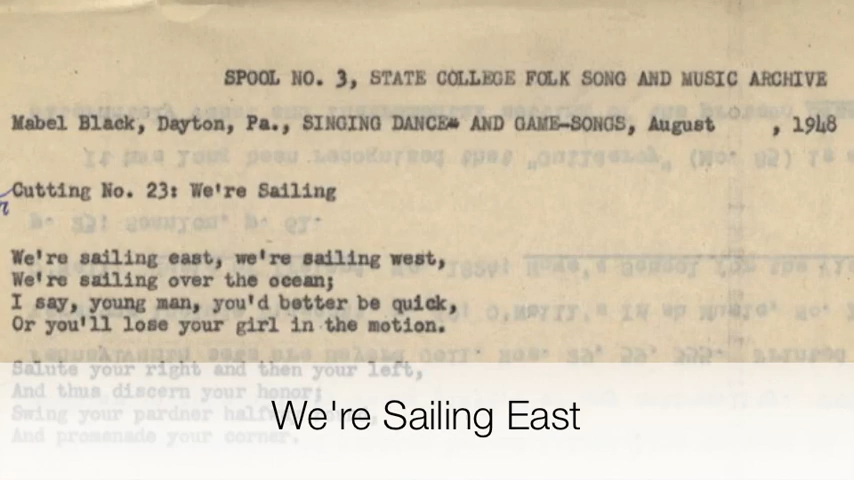 SPOOL NO. 3, STATE COLLEGE FOLK SONG AND MUSIC ARCHIVE
Mabel Black, Dayton, Pa., SINGING DANCE AND GAME-SONGS, August , 1948
Cutting No. 23: We're Sailing
We're sailing east, we're sailing west,
We're sailing over the ocean;
I say, young man, you'd better be quick,
Or you'll lose your girl in the motion.
Salute your right and then your left,
And thus discern your honor;
Swing your pardner
And promenade your corner.
We're Sailing East